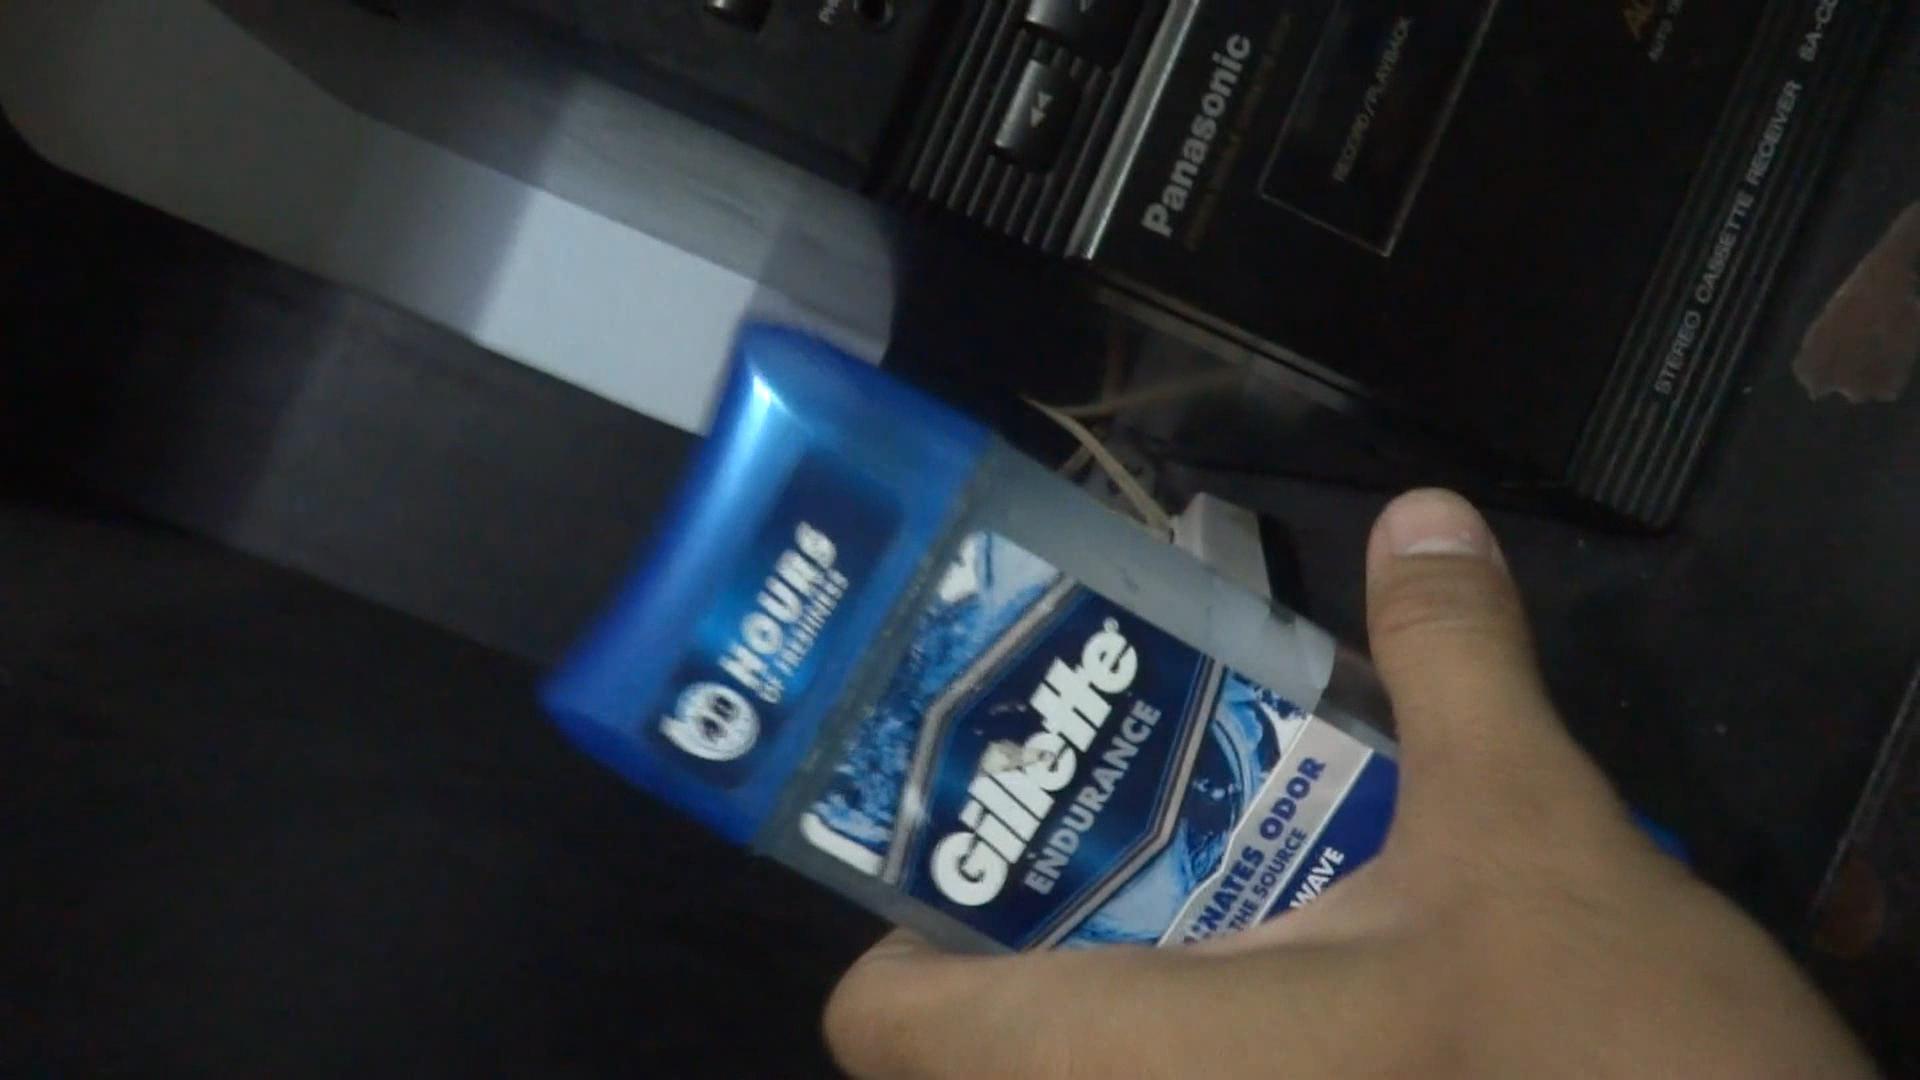 HOURS
OF FRESHNESS
Gillette
ENDURANCE
ODOR
THE SOURCE
WAVE
Panasonic
RECORD/PLAYBACK
STEREO CASSETTE RECEIVER